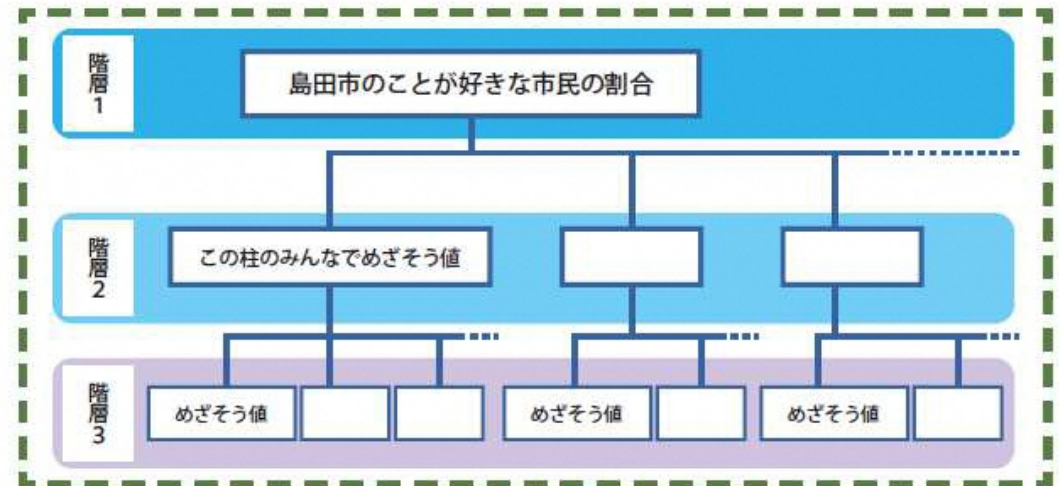 階層1
島田市のことが好きな市民の割合
階層2
この柱のみんなでめざそう値
階層3
めざそう値
めざそう値
めざそう値